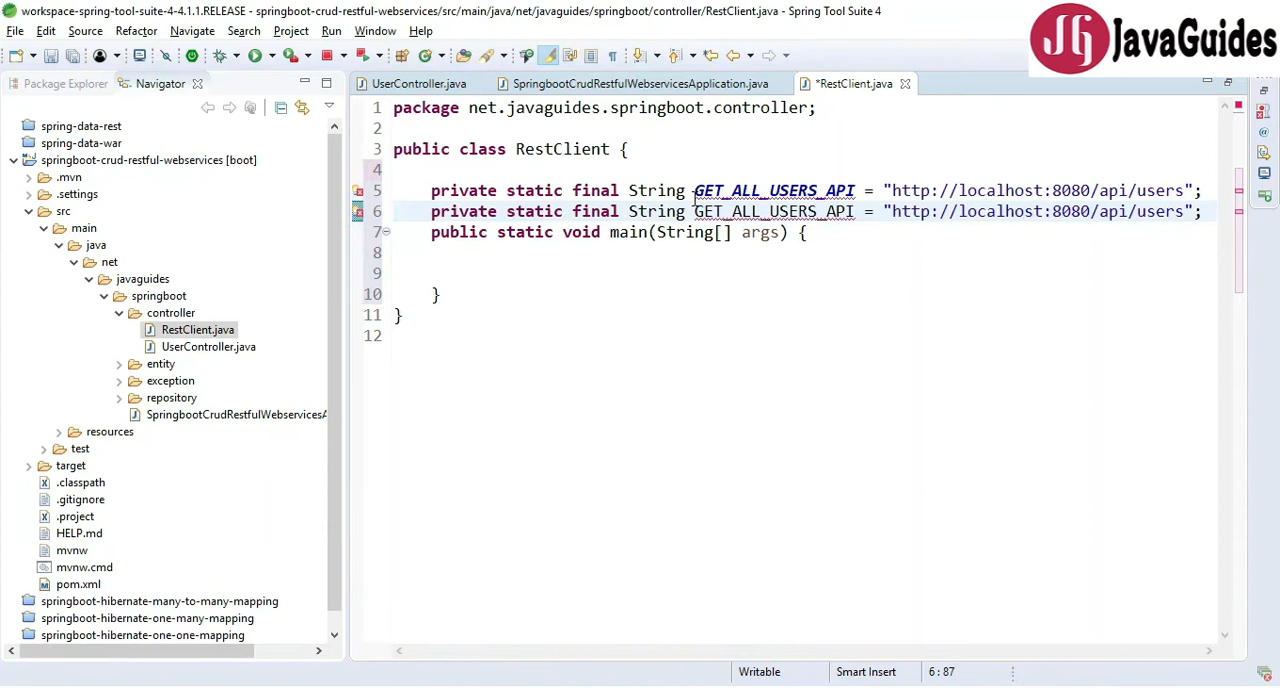 workspace-spring-tool-suite-4-4.1.1.RELEASE - springboot-crud-restful-webservices/src/main/java/net/javaguides/springboot/controller/RestClient.java - Spring Tool Suite 4
File Edit Source Refactor Navigate Search Project Run Window Help
JG JavaGuides
Package Explorer Navigator
UserController.java SpringbootCrudRestfulWebservicesApplication.java *RestClient.java
spring-data-rest
spring-data-war
springboot-crud-restful-webservices [boot]
.mvn
.settings
src
main
java
net
javaguides
springboot
controller
RestClient.java
UserController.java
entity
exception
repository
SpringbootCrudRestfulWebservicesA
resources
test
target
.classpath
.gitignore
.project
HELP.md
mvnw
mvnw.cmd
pom.xml
springboot-hibernate-many-to-many-mapping
springboot-hibernate-one-many-mapping
springboot-hibernate-one-one-mapping
1 package net.javaguides.springboot.controller;
2
3 public class RestClient {
4
5 private static final String GET_ALL_USERS_API = "http://localhost:8080/api/users";
6 private static final String GET_ALL_USERS_API = "http://localhost:8080/api/users";
7 public static void main(String[] args) {
8
9
10 }
11 }
12
Writable Smart Insert 6 : 87